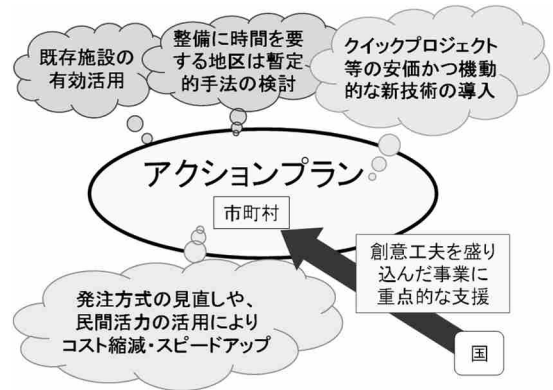 既存施設の
有効活用
整備に時間を要
する地区は暫定
的手法の検討
クイックプロジェクト
等の安価かつ機動
的な新技術の導入
アクションプラン
市町村
創意工夫を盛り
込んだ事業に
重点的な支援
発注方式の見直しや、
民間活力の活用により
コスト縮減・スピードアップ
国